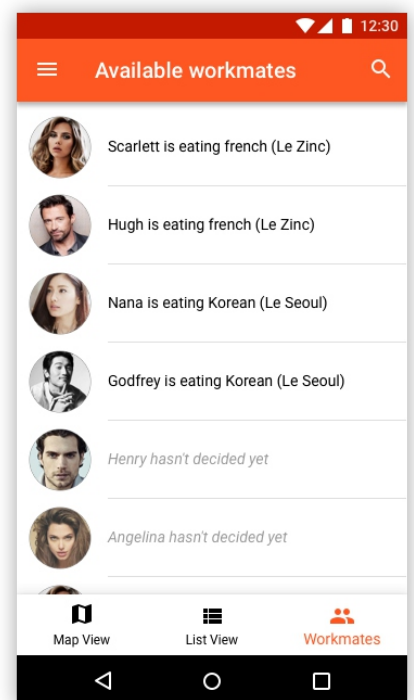 12:30
Available workmates
Scarlett is eating french (Le Zinc)
Hugh is eating french (Le Zinc)
Nana is eating Korean (Le Seoul)
Godfrey is eating Korean (Le Seoul)
Henry hasn't decided yet
Angelina hasn't decided yet
Map View
List View
Workmates